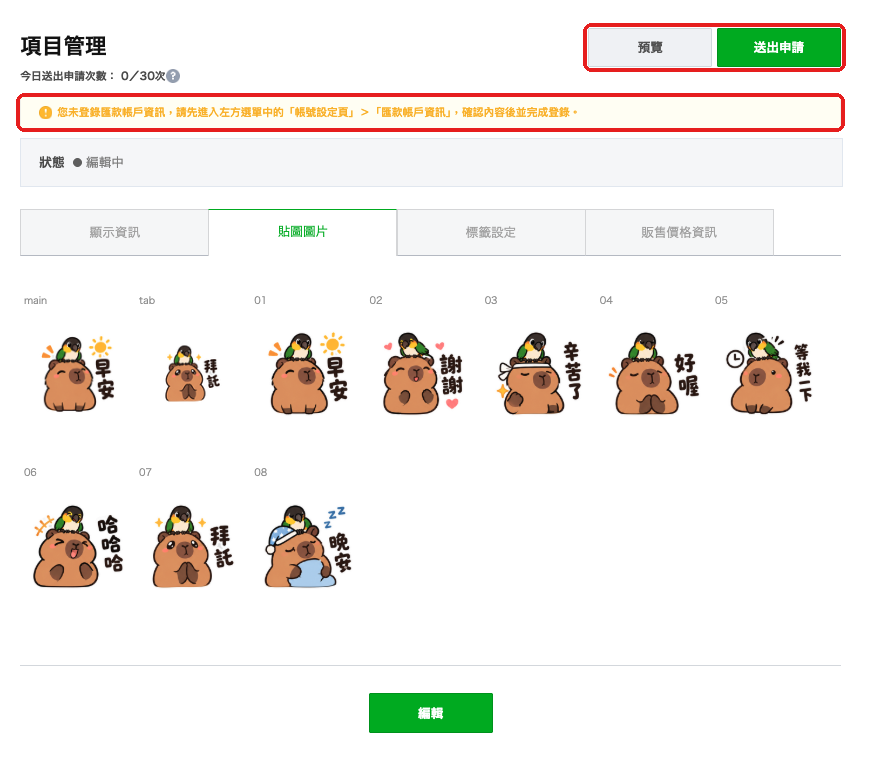 項目管理
預覽
送出申請
今日送出申請次數： 0／30次?
! 您未登錄匯款帳戶資訊，請先進入左方選單中的「帳號設定頁」＞「匯款帳戶資訊」，確認內容後並完成登錄。
狀態 ● 編輯中
顯示資訊
貼圖圖片
標籤設定
販售價格資訊
main
tab
01
02
03
04
05
早安
拜託
早安
謝謝
辛苦了
好喔
等我一下
06
07
08
哈哈哈
拜託
zzz
晚安
編輯